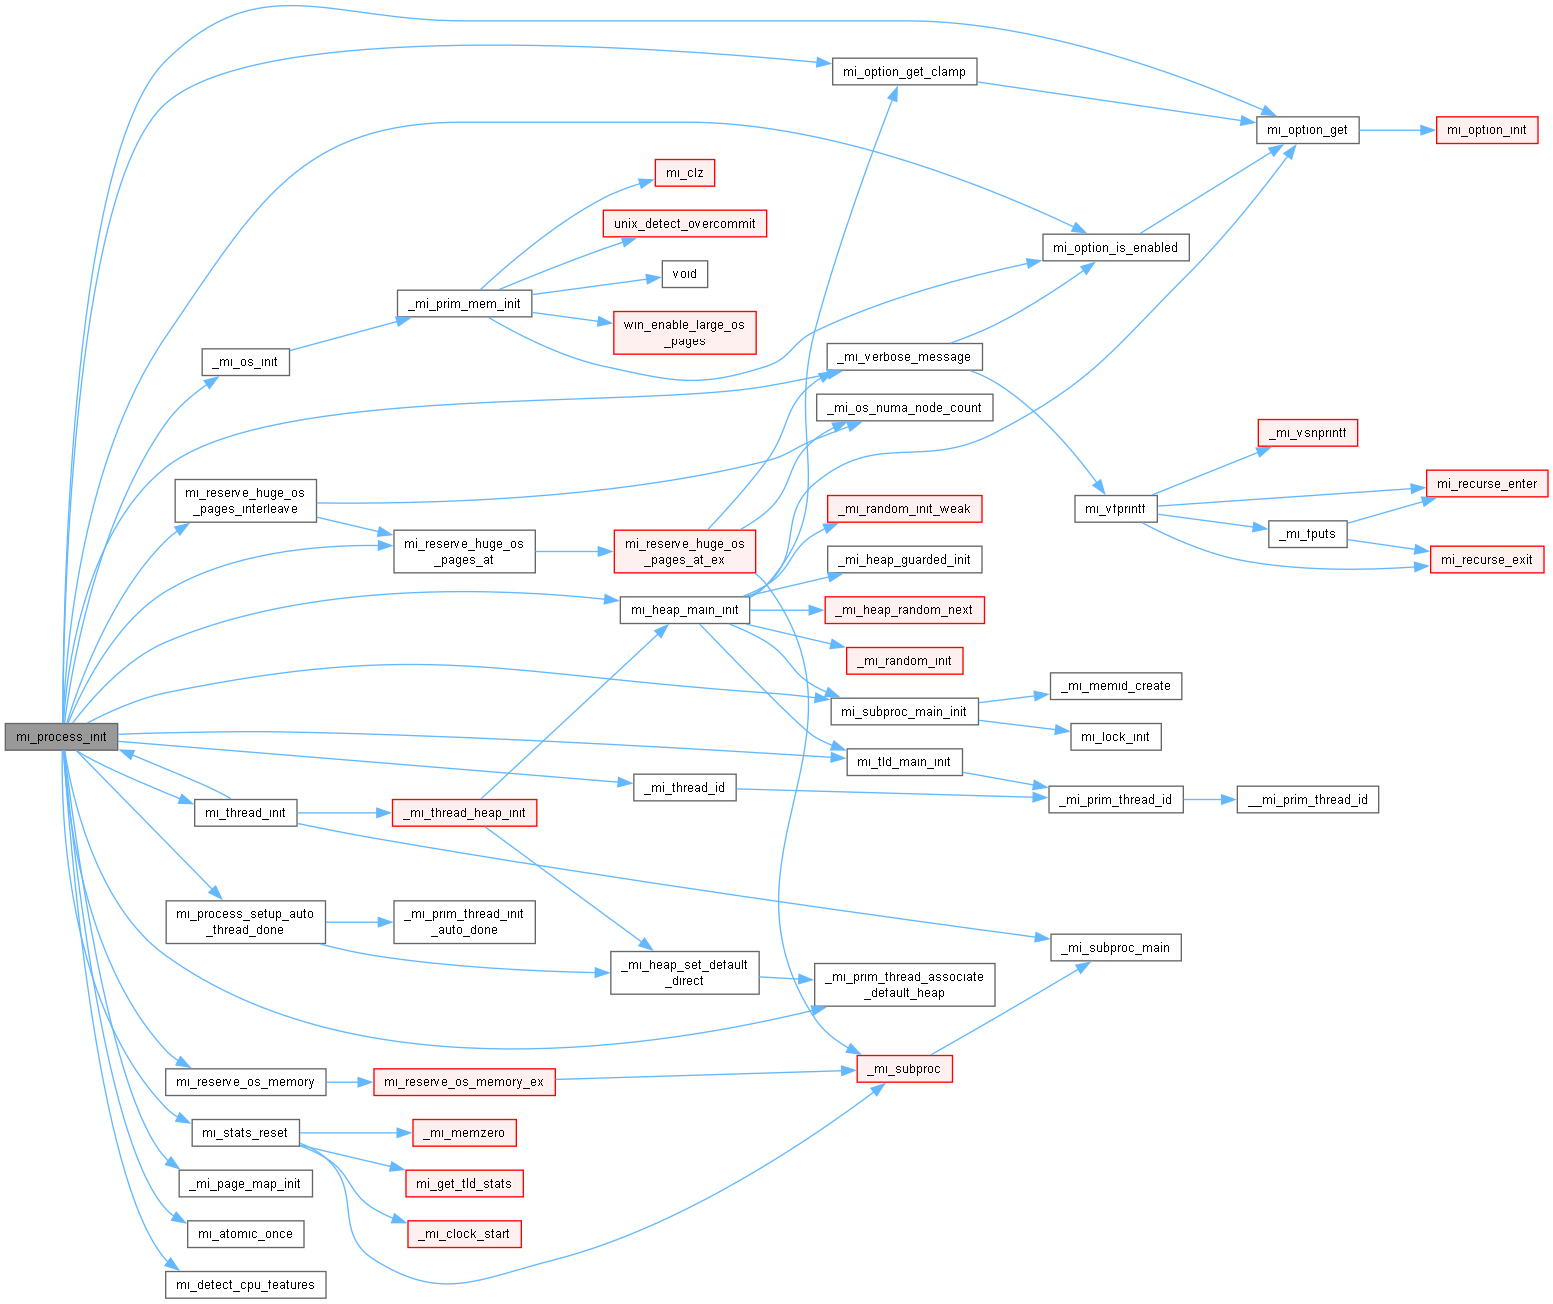 mi_option_get_clamp
mi_option_get
mi_option_init
mi_clz
unix_detect_overcommit
mi_option_is_enabled
void
_mi_prim_mem_init
win_enable_large_os
_pages
_mi_os_init
_mi_verbose_message
_mi_os_numa_node_count
_mi_vsnprintf
mi_recurse_enter
mi_reserve_huge_os
_pages_interleave
_mi_random_init_weak
mi_vfprintf
_mi_fputs
mi_reserve_huge_os
_pages_at
mi_reserve_huge_os
_pages_at_ex
_mi_heap_guarded_init
mi_recurse_exit
mi_heap_main_init
_mi_heap_random_next
_mi_random_init
_mi_memid_create
mi_subproc_main_init
mi_process_init
mi_lock_init
mi_tld_main_init
_mi_thread_id
_mi_prim_thread_id
__mi_prim_thread_id
mi_thread_init
_mi_thread_heap_init
mi_process_setup_auto
_thread_done
_mi_prim_thread_init
_auto_done
_mi_subproc_main
_mi_heap_set_default
_direct
_mi_prim_thread_associate
_default_heap
_mi_subproc
mi_reserve_os_memory
mi_reserve_os_memory_ex
mi_stats_reset
_mi_memzero
_mi_page_map_init
mi_get_tld_stats
mi_atomic_once
_mi_clock_start
mi_detect_cpu_features